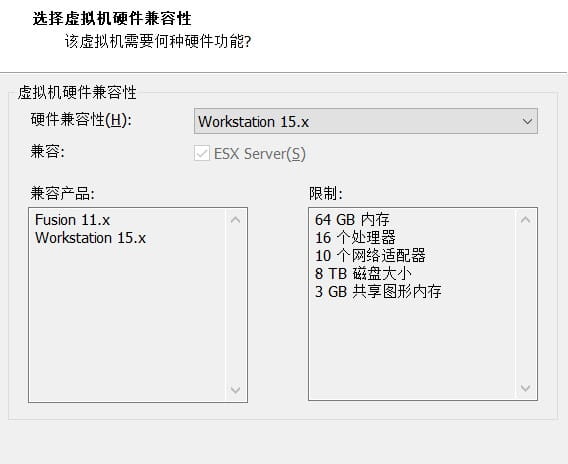 选择虚拟机硬件兼容性
该虚拟机需要何种硬件功能?
虚拟机硬件兼容性
硬件兼容性(H):
Workstation 15.x
兼容:
ESX Server(S)
兼容产品:
Fusion 11.x
Workstation 15.x
限制:
64 GB 内存
16 个处理器
10 个网络适配器
8 TB 磁盘大小
3 GB 共享图形内存